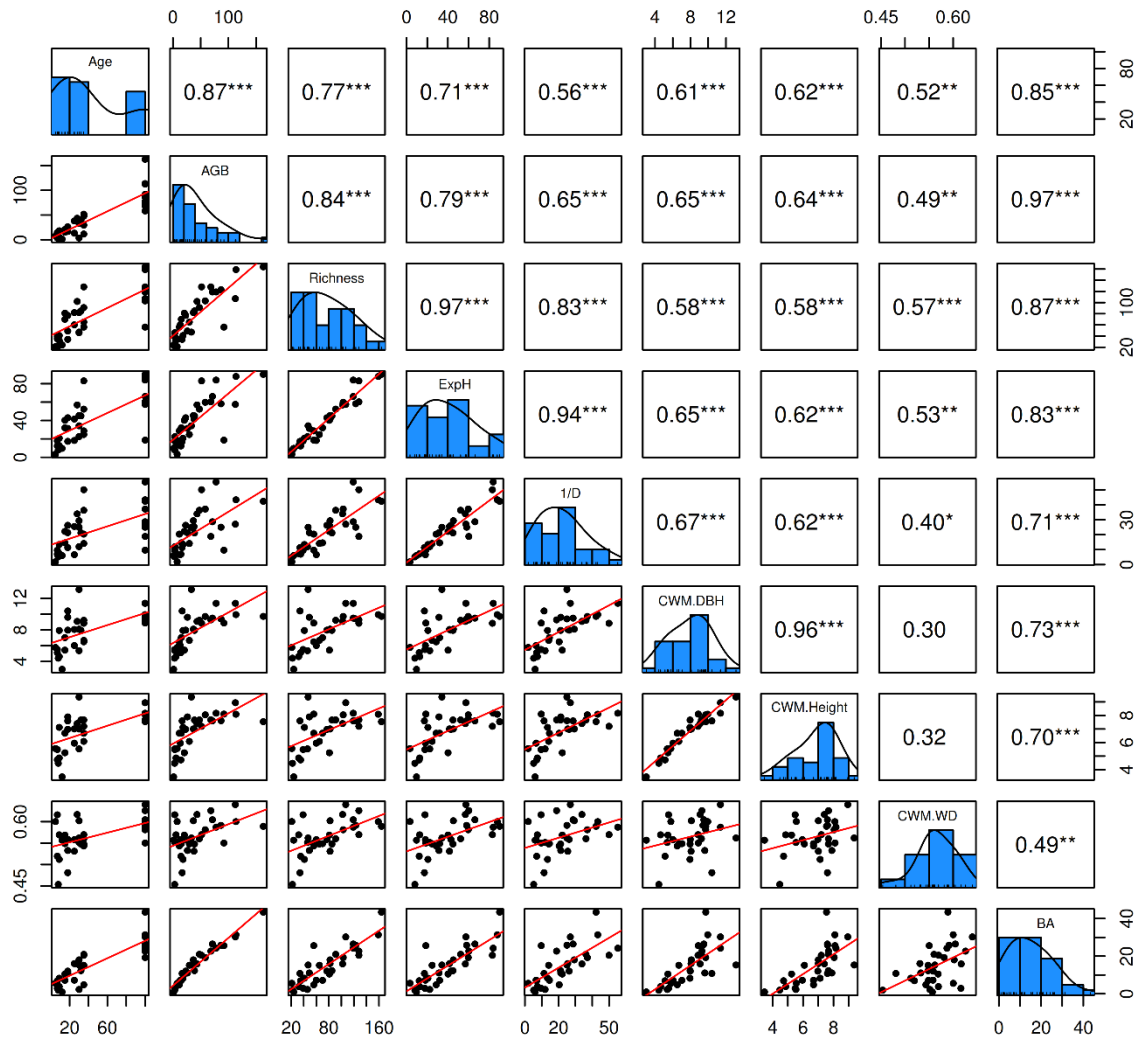 0 100 0 40 80 4 8 12 0.45 0.60
Age 0.87*** 0.77*** 0.71*** 0.56*** 0.61*** 0.62*** 0.52** 0.85*** 20 80
0 100 AGB 0.84*** 0.79*** 0.65*** 0.65*** 0.64*** 0.49** 0.97***
Richness 0.97*** 0.83*** 0.58*** 0.58*** 0.57*** 0.87*** 20 100
0 40 80 ExpH 0.94*** 0.65*** 0.62*** 0.53** 0.83***
1/D 0.67*** 0.62*** 0.40* 0.71*** 0 30
4 8 12 CWM.DBH 0.96*** 0.30 0.73***
CWM.Height 0.32 0.70*** 4 6 8
0.45 0.60 CWM.WD 0.49**
BA 0 20 40
20 60 20 80 160 0 20 50 4 6 8 0 20 40